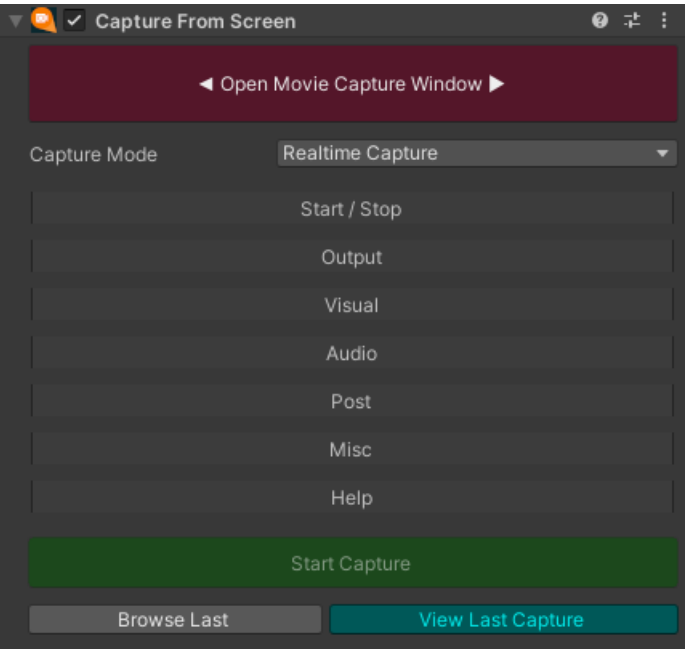 Capture From Screen
◄ Open Movie Capture Window ►
Capture Mode Realtime Capture
Start / Stop
Output
Visual
Audio
Post
Misc
Help
Start Capture
Browse Last View Last Capture